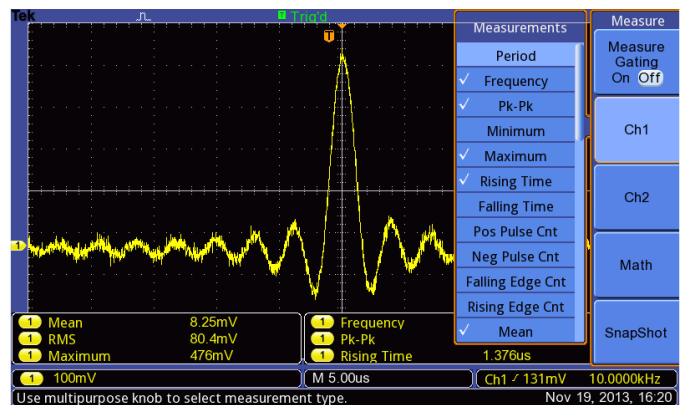 Tek
T Trig'd
T
Measurements
Period
✓ Frequency
✓ Pk-Pk
Minimum
✓ Maximum
✓ Rising Time
Falling Time
Pos Pulse Cnt
Neg Pulse Cnt
Falling Edge Cnt
Rising Edge Cnt
✓ Mean
Measure
Measure
Gating
On Off
Ch1
Ch2
Math
SnapShot
1
1 Mean 8.25mV
1 RMS 80.4mV
1 Maximum 476mV
1 Frequency
1 Pk-Pk
1 Rising Time 1.376us
1 100mV
M 5.00us
Ch1 131mV 10.0000kHz
Use multipurpose knob to select measurement type.
Nov 19, 2013, 16:20